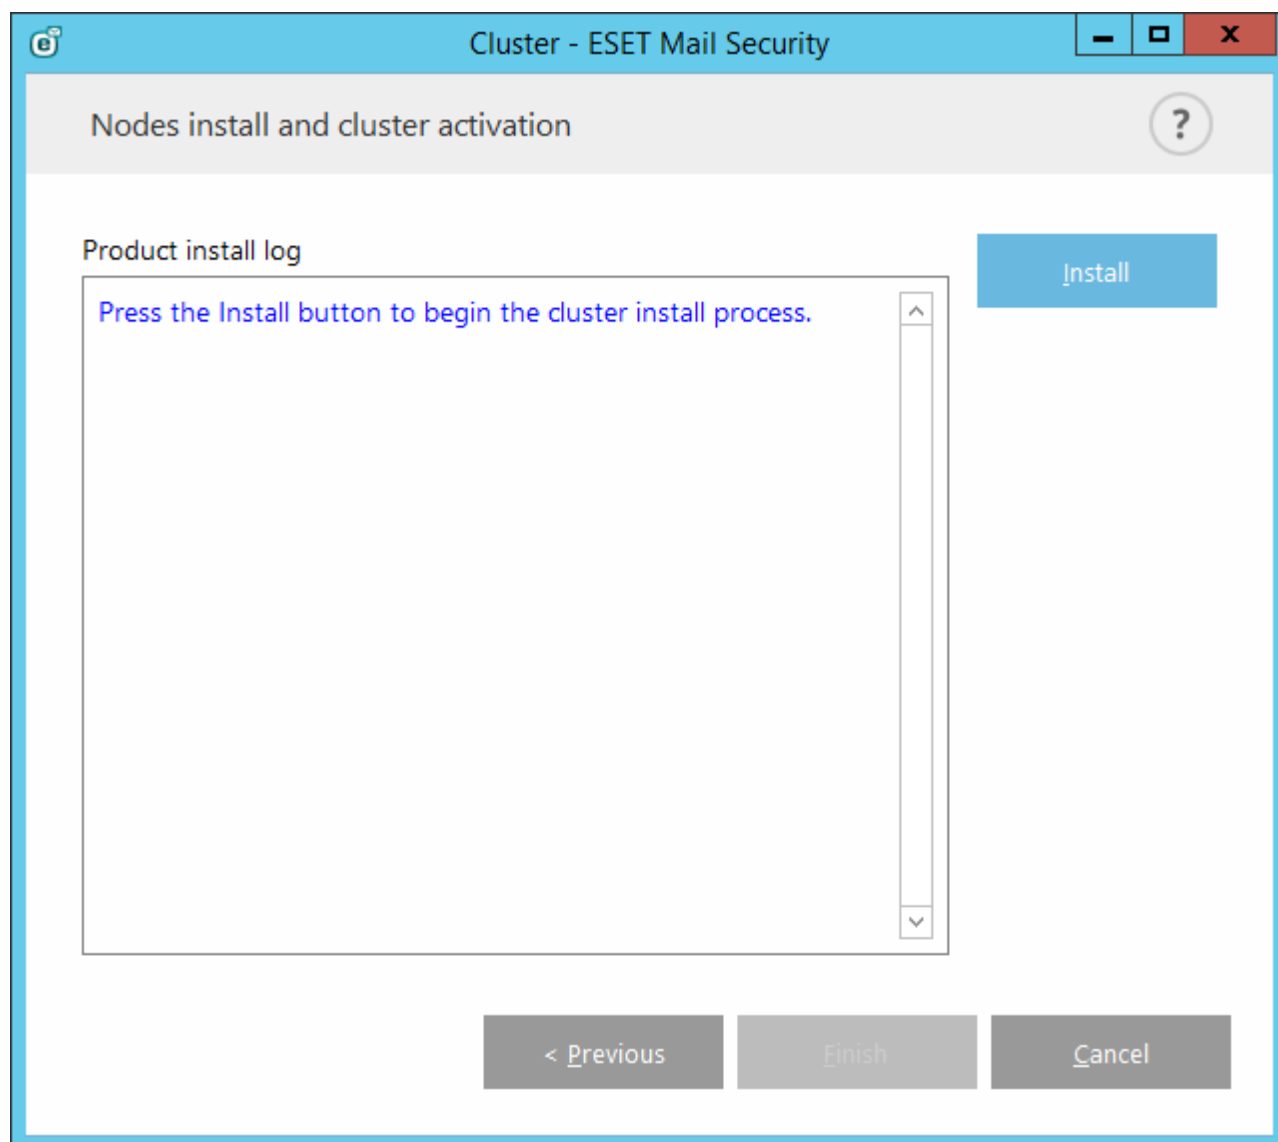 Cluster - ESET Mail Security
Nodes install and cluster activation
?
Product install log
Install
Press the Install button to begin the cluster install process.
< Previous
Finish
Cancel